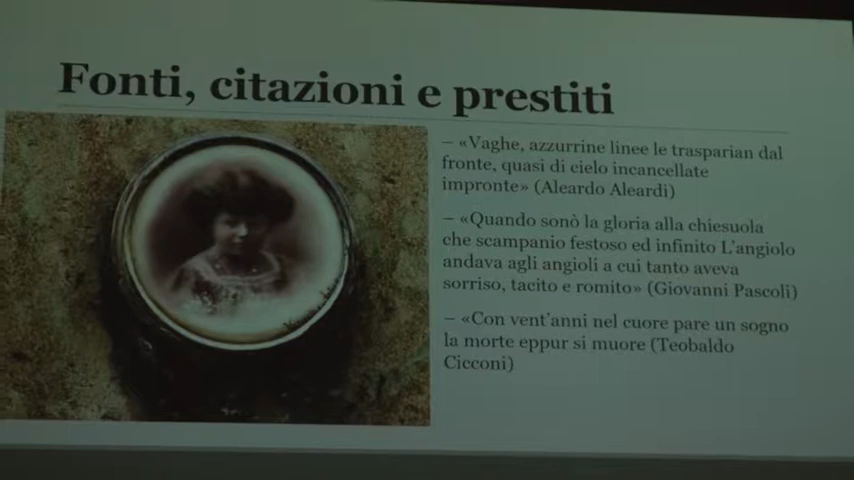 Fonti, citazioni e prestiti
– «Vaghe, azzurrine linee le trasparian dal
fronte, quasi di cielo incancellate
impronte» (Aleardo Aleardi)
– «Quando sonò la gloria alla chiesuola
che scampanio festoso ed infinito L'angiolo
andava agli angioli a cui tanto aveva
sorriso, tacito e romito» (Giovanni Pascoli)
– «Con vent'anni nel cuore pare un sogno
la morte eppur si muore (Teobaldo
Cicconi)